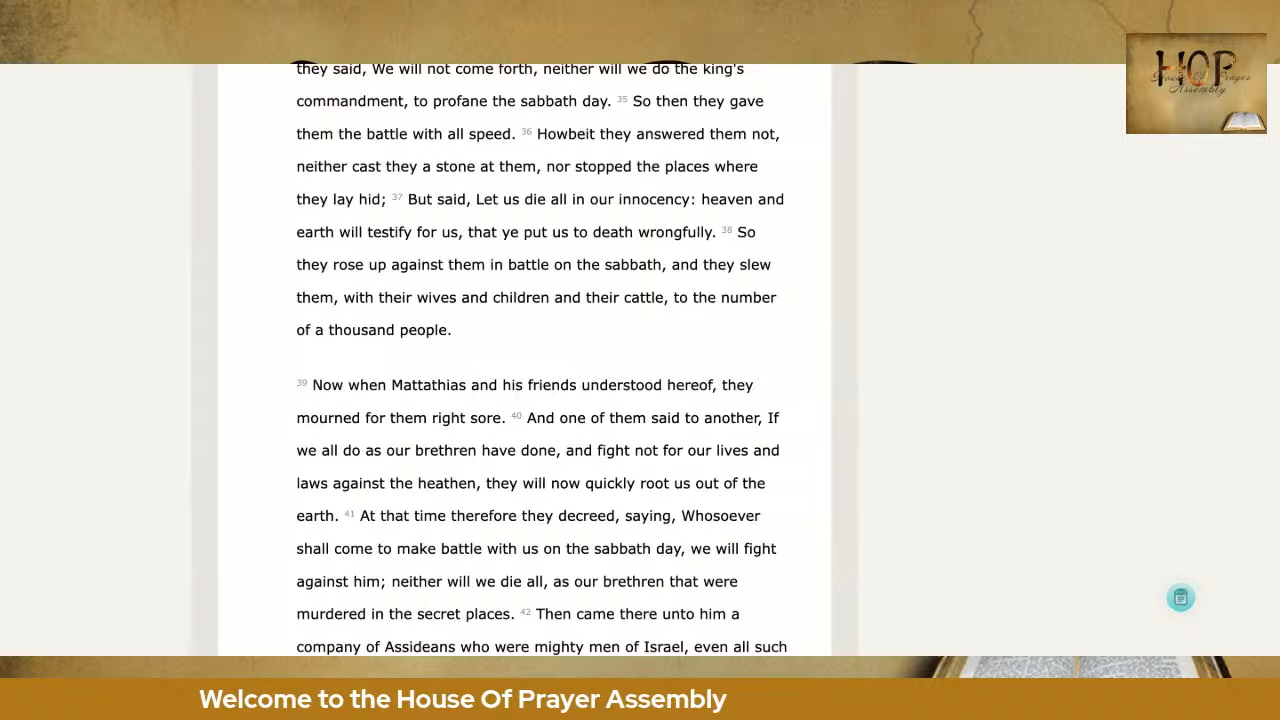 they said, We will not come forth, neither will we do the king's
commandment, to profane the sabbath day. 35 So then they gave
them the battle with all speed. 36 Howbeit they answered them not,
neither cast they a stone at them, nor stopped the places where
they lay hid; 37 But said, Let us die all in our innocency: heaven and
earth will testify for us, that ye put us to death wrongfully. 38 So
they rose up against them in battle on the sabbath, and they slew
them, with their wives and children and their cattle, to the number
of a thousand people.
39 Now when Mattathias and his friends understood hereof, they
mourned for them right sore. 40 And one of them said to another, If
we all do as our brethren have done, and fight not for our lives and
laws against the heathen, they will now quickly root us out of the
earth. 41 At that time therefore they decreed, saying, Whosoever
shall come to make battle with us on the sabbath day, we will fight
against him; neither will we die all, as our brethren that were
murdered in the secret places. 42 Then came there unto him a
company of Assideans who were mighty men of Israel, even all such
HOP
House Of Prayer
Assembly
Welcome to the House Of Prayer Assembly